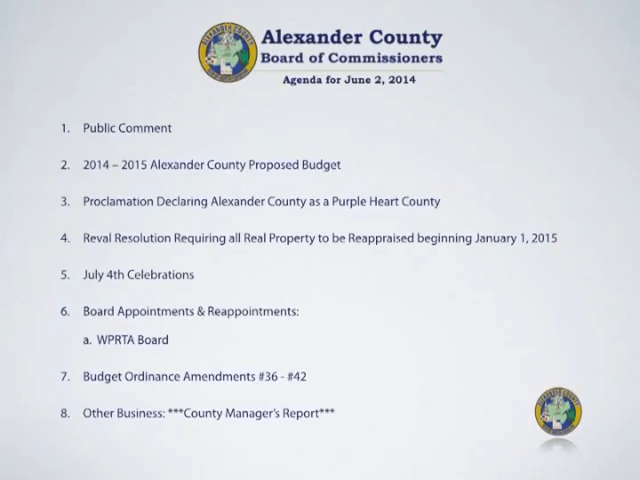 Alexander County
Board of Commissioners
Agenda for June 2, 2014
1. Public Comment
2. 2014 – 2015 Alexander County Proposed Budget
3. Proclamation Declaring Alexander County as a Purple Heart County
4. Reval Resolution Requiring all Real Property to be Reappraised beginning January 1, 2015
5. July 4th Celebrations
6. Board Appointments & Reappointments:
a. WPRTA Board
7. Budget Ordinance Amendments #36 - #42
8. Other Business: ***County Manager's Report***